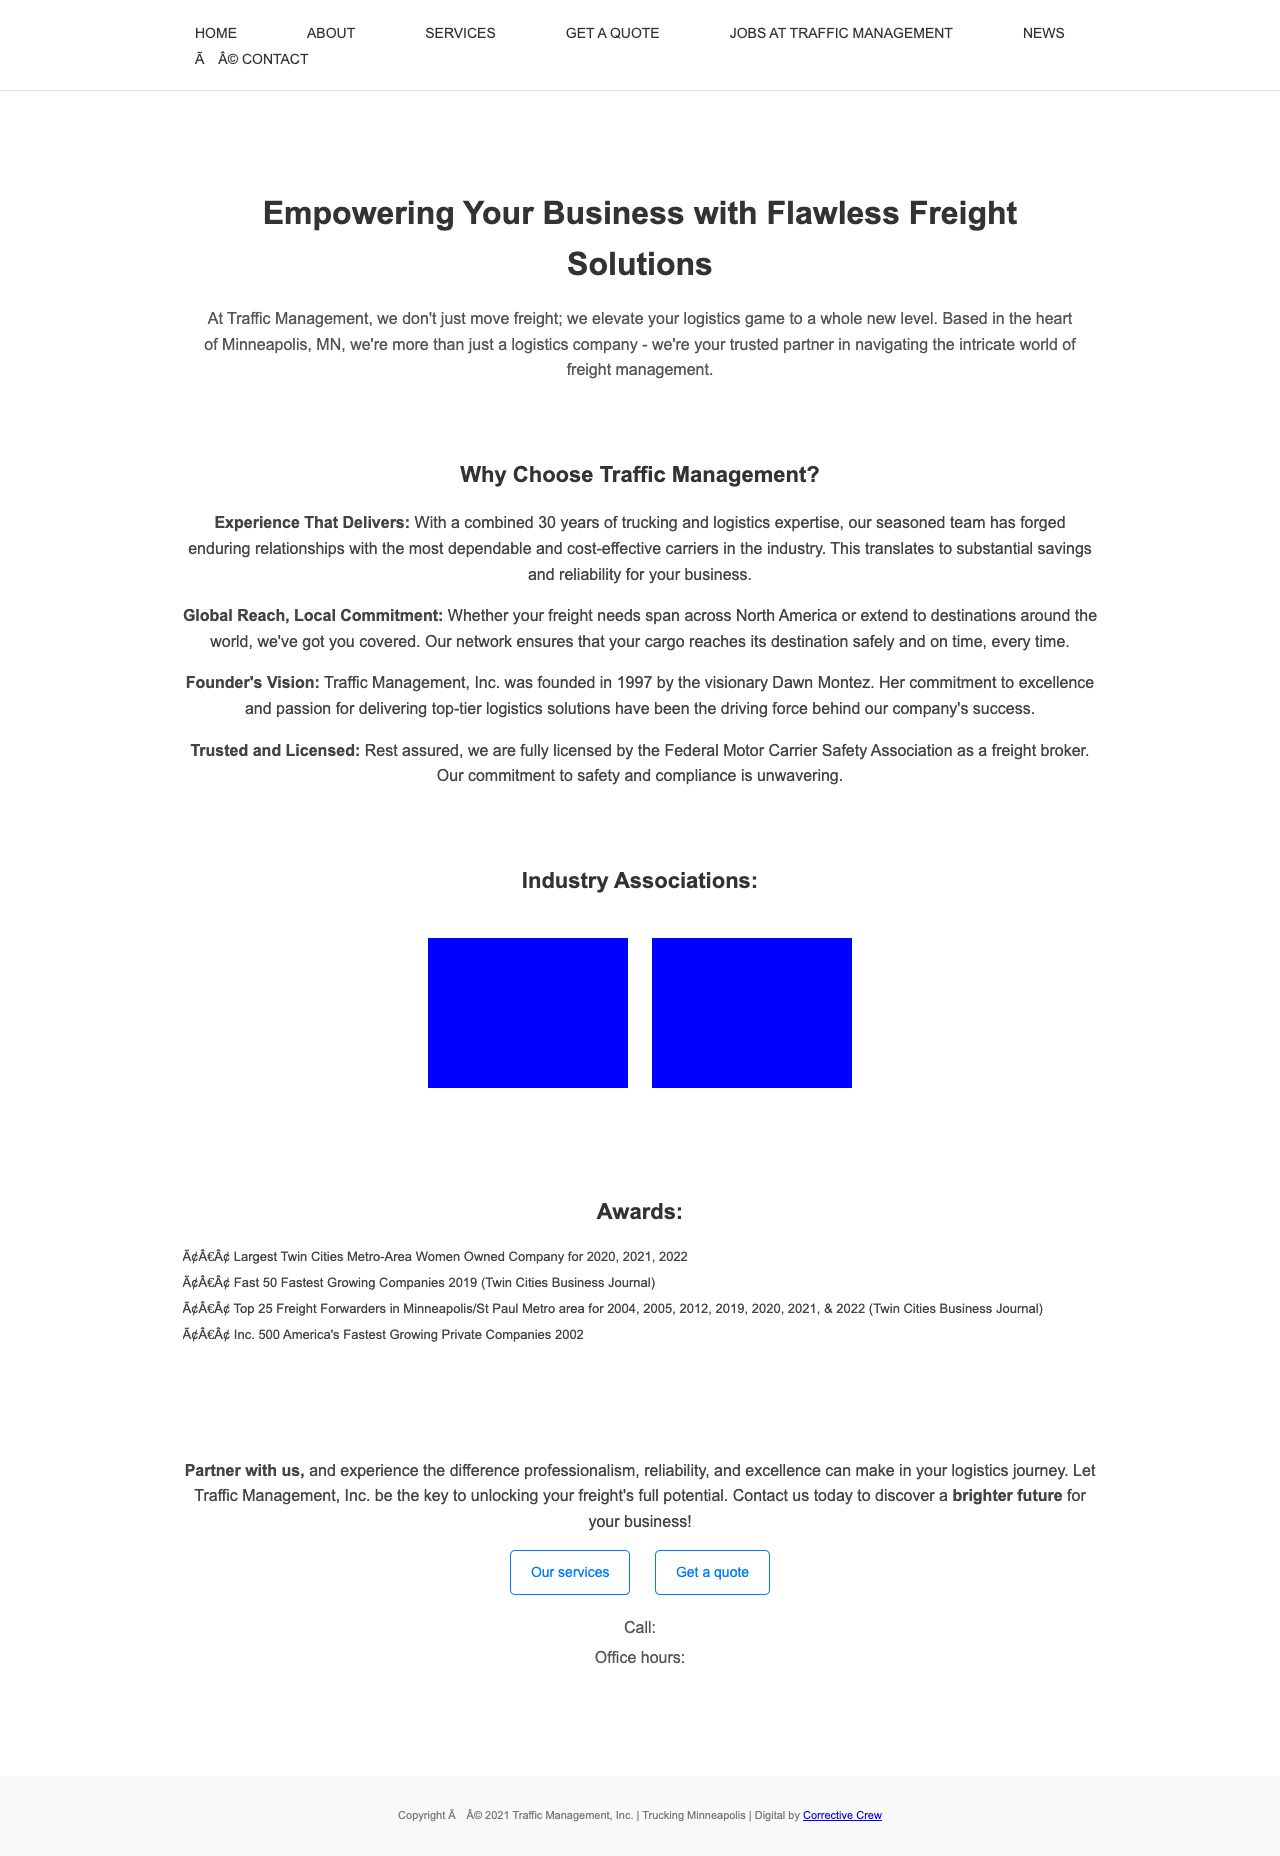 HOME ABOUT SERVICES GET A QUOTE JOBS AT TRAFFIC MANAGEMENT NEWS
Ã Â© CONTACT
Empowering Your Business with Flawless Freight
Solutions
At Traffic Management, we don't just move freight; we elevate your logistics game to a whole new level. Based in the heart
of Minneapolis, MN, we're more than just a logistics company - we're your trusted partner in navigating the intricate world of
freight management.
Why Choose Traffic Management?
Experience That Delivers: With a combined 30 years of trucking and logistics expertise, our seasoned team has forged
enduring relationships with the most dependable and cost-effective carriers in the industry. This translates to substantial savings
and reliability for your business.
Global Reach, Local Commitment: Whether your freight needs span across North America or extend to destinations around the
world, we've got you covered. Our network ensures that your cargo reaches its destination safely and on time, every time.
Founder's Vision: Traffic Management, Inc. was founded in 1997 by the visionary Dawn Montez. Her commitment to excellence
and passion for delivering top-tier logistics solutions have been the driving force behind our company's success.
Trusted and Licensed: Rest assured, we are fully licensed by the Federal Motor Carrier Safety Association as a freight broker.
Our commitment to safety and compliance is unwavering.
Industry Associations:
Awards:
Ã¢Â€Â¢ Largest Twin Cities Metro-Area Women Owned Company for 2020, 2021, 2022
Ã¢Â€Â¢ Fast 50 Fastest Growing Companies 2019 (Twin Cities Business Journal)
Ã¢Â€Â¢ Top 25 Freight Forwarders in Minneapolis/St Paul Metro area for 2004, 2005, 2012, 2019, 2020, 2021, & 2022 (Twin Cities Business Journal)
Ã¢Â€Â¢ Inc. 500 America's Fastest Growing Private Companies 2002
Partner with us, and experience the difference professionalism, reliability, and excellence can make in your logistics journey. Let
Traffic Management, Inc. be the key to unlocking your freight's full potential. Contact us today to discover a brighter future for
your business!
Our services Get a quote
Call:
Office hours:
Copyright Ã Â© 2021 Traffic Management, Inc. | Trucking Minneapolis | Digital by Corrective Crew